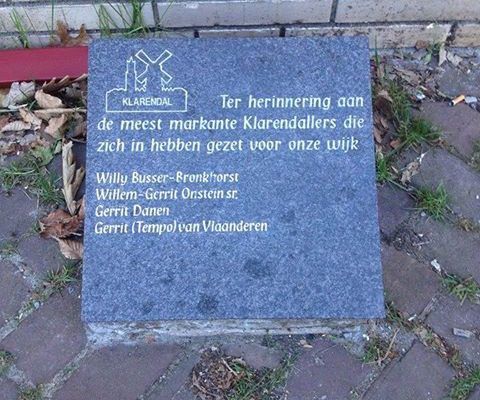 KLARENDAL
Ter herinnering aan
de meest markante Klarendallers die
zich in hebben gezet voor onze wijk
Willy Busser-Bronkhorst
Willem-Gerrit Onstein sr.
Gerrit Danen
Gerrit (Tempo) van Vlaanderen